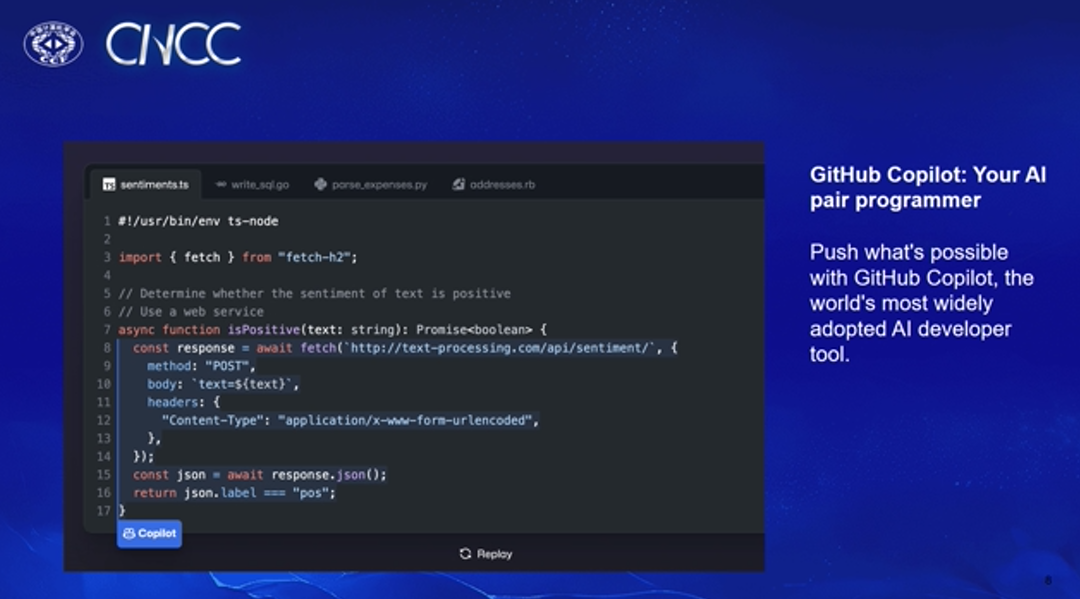 CCF
CNCC
sentiments.ts
write_sql.go
parse_expenses.py
addresses.rb
1 #!/usr/bin/env ts-node
2
3 import { fetch } from "fetch-h2";
4
5 // Determine whether the sentiment of text is positive
6 // Use a web service
7 async function isPositive(text: string): Promise<boolean> {
8 const response = await fetch(`http://text-processing.com/api/sentiment/`, {
9 method: "POST",
10 body: `text=${text}`,
11 headers: {
12 "Content-Type": "application/x-www-form-urlencoded",
13 },
14 });
15 const json = await response.json();
16 return json.label === "pos";
17 }
Copilot
Replay
GitHub Copilot: Your AI
pair programmer
Push what's possible
with GitHub Copilot, the
world's most widely
adopted AI developer
tool.
8